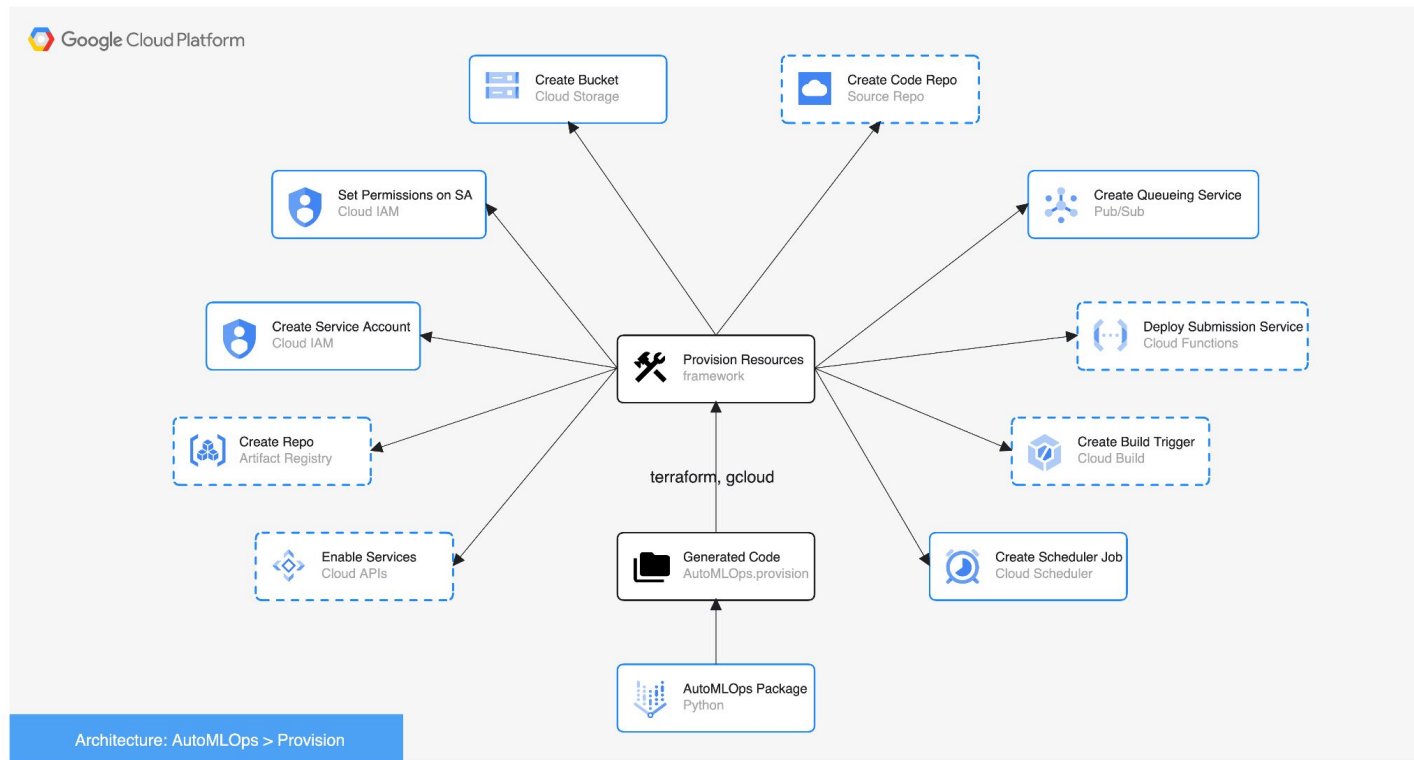 Google Cloud Platform
Create Bucket
Cloud Storage
Create Code Repo
Source Repo
Set Permissions on SA
Cloud IAM
Create Queueing Service
Pub/Sub
Create Service Account
Cloud IAM
Deploy Submission Service
Cloud Functions
Provision Resources
framework
Create Repo
Artifact Registry
Create Build Trigger
Cloud Build
terraform, gcloud
Enable Services
Cloud APIs
Generated Code
AutoMLOps.provision
Create Scheduler Job
Cloud Scheduler
AutoMLOps Package
Python
Architecture: AutoMLOps > Provision